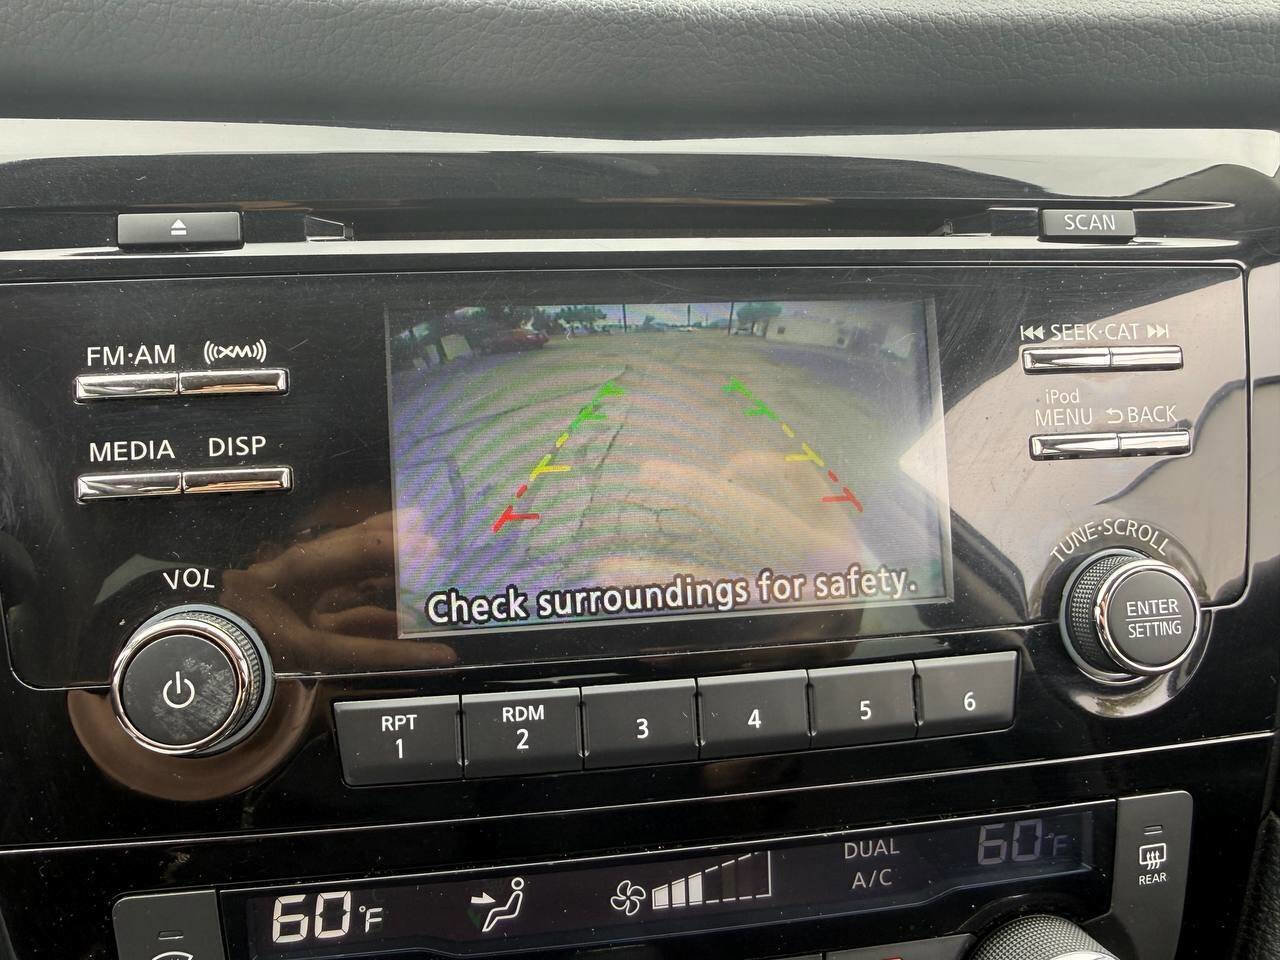 SCAN
FM·AM
((XM))
SEEK·CAT
iPod
MENU
BACK
MEDIA
DISP
TUNE·SCROLL
VOL
Check surroundings for safety.
ENTER
SETTING
RPT
1
RDM
2
3
4
5
6
60°F
DUAL
A/C
60°F
REAR